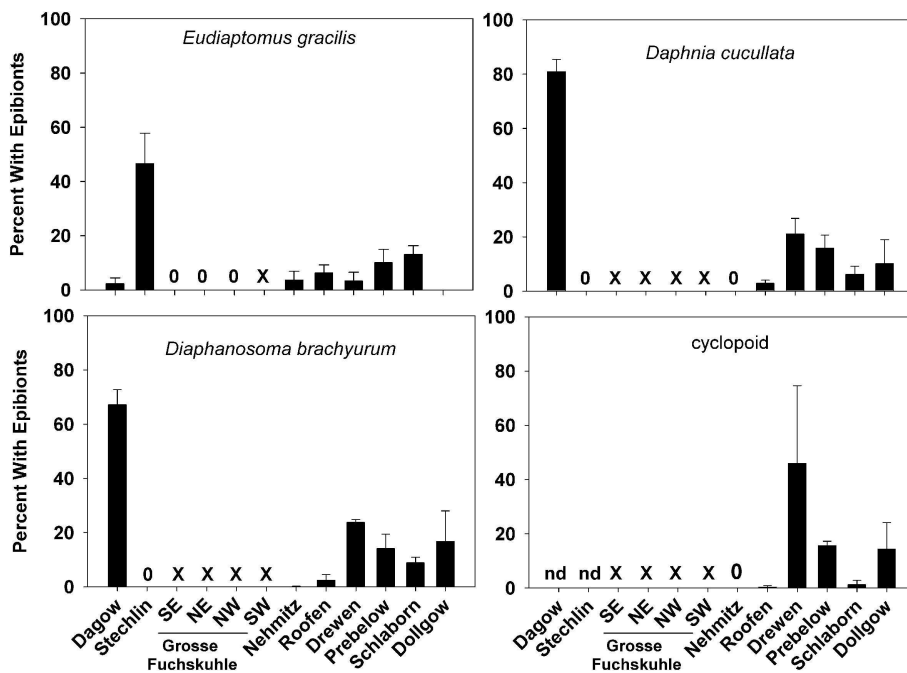 Eudiaptomus gracilis
Percent With Epibionts
100
80
60
40
20
0
0 0 0 X
Daphnia cucullata
100
80
60
40
20
0
0 X X X X 0
Diaphanosoma brachyurum
Percent With Epibionts
100
80
60
40
20
0
0 X X X X
Dagow
Stechlin
SE
NE
NW
SW
Nehmitz
Roofen
Drewen
Prebelow
Schlaborn
Dollgow
Grosse
Fuchskuhle
cyclopoid
100
80
60
40
20
0
nd nd X X X X 0
Dagow
Stechlin
SE
NE
NW
SW
Nehmitz
Roofen
Drewen
Prebelow
Schlaborn
Dollgow
Grosse
Fuchskuhle